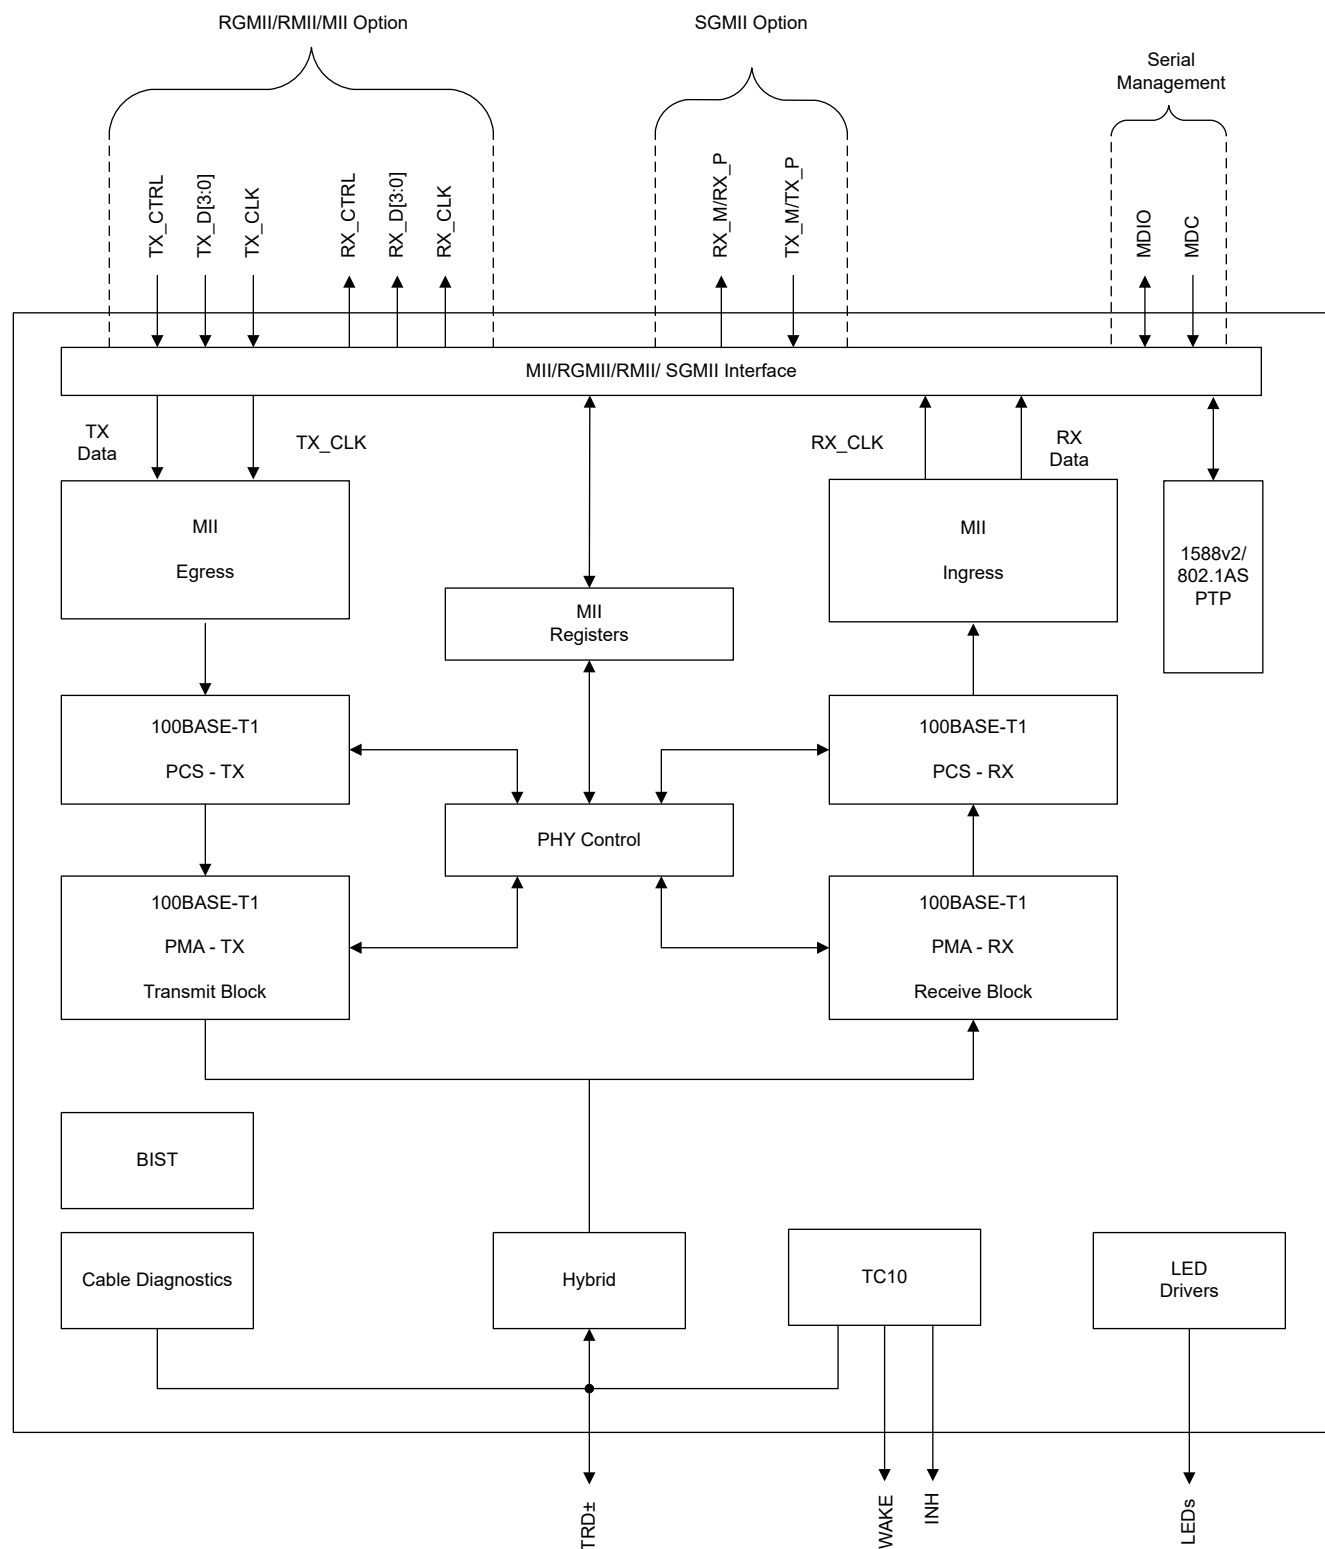 RGMII/RMII/MII Option
SGMII Option
Serial
Management
TX_CTRL
TX_D[3:0]
TX_CLK
RX_CTRL
RX_D[3:0]
RX_CLK
RX_M/RX_P
TX_M/TX_P
MDIO
MDC
MII/RGMII/RMII/ SGMII Interface
TX
Data
TX_CLK
RX_CLK
RX
Data
MII
Egress
MII
Ingress
1588v2/
802.1AS
PTP
MII
Registers
100BASE-T1
PCS - TX
100BASE-T1
PCS - RX
PHY Control
100BASE-T1
PMA - TX
Transmit Block
100BASE-T1
PMA - RX
Receive Block
BIST
Cable Diagnostics
Hybrid
TC10
LED
Drivers
TRD±
WAKE
INH
LEDs